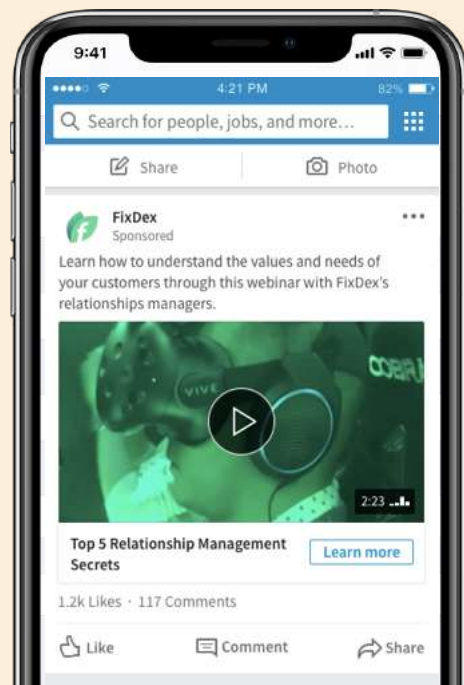 9:41
4:21 PM 82%
Search for people, jobs, and more...
Share Photo
FixDex
Sponsored
Learn how to understand the values and needs of
your customers through this webinar with FixDex's
relationships managers.
VIVE
2:23
Top 5 Relationship Management
Secrets
Learn more
1.2k Likes · 117 Comments
Like Comment Share